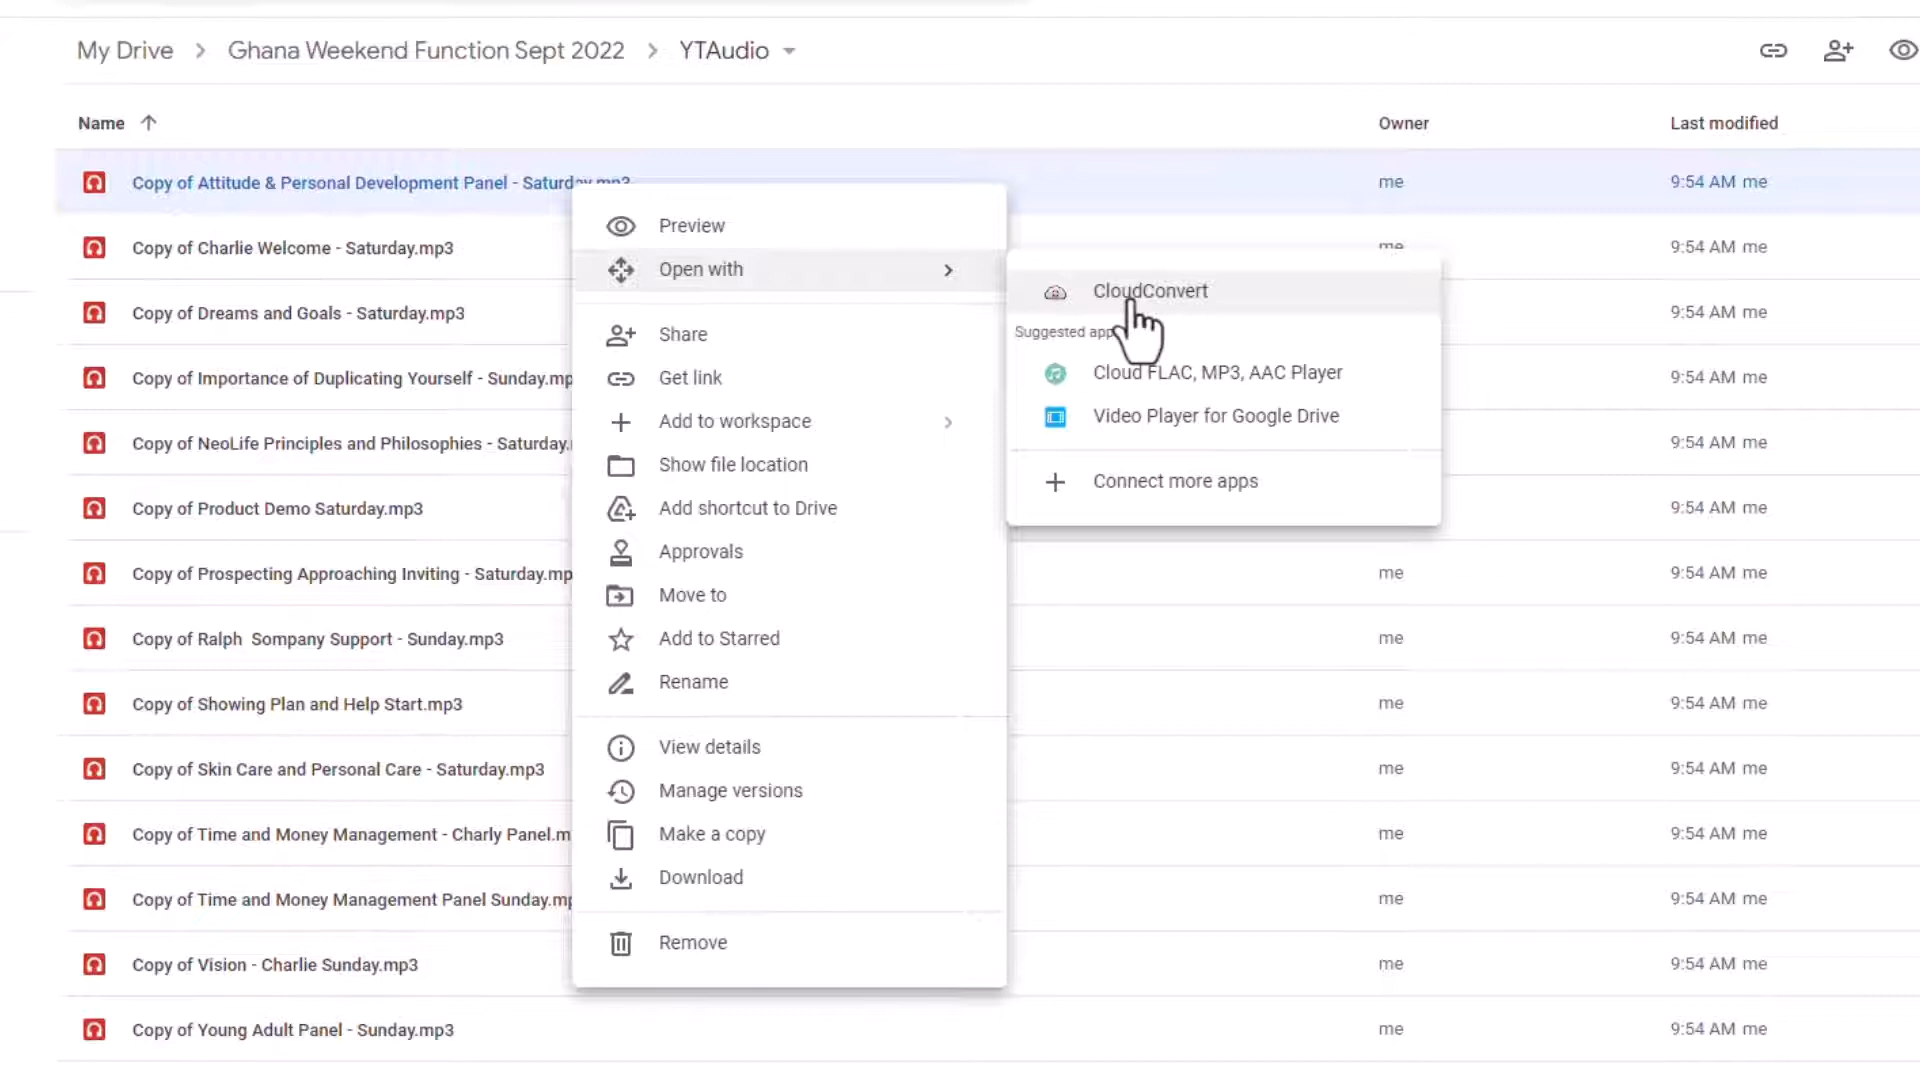 My Drive > Ghana Weekend Function Sept 2022 > YTAudio
Name Owner Last modified
Copy of Attitude & Personal Development Panel - Saturday.mp3 me 9:54 AM me
Copy of Charlie Welcome - Saturday.mp3 me 9:54 AM me
Copy of Dreams and Goals - Saturday.mp3 9:54 AM me
Copy of Importance of Duplicating Yourself - Sunday.mp 9:54 AM me
Copy of NeoLife Principles and Philosophies - Saturday. 9:54 AM me
Copy of Product Demo Saturday.mp3 9:54 AM me
Copy of Prospecting Approaching Inviting - Saturday.mp me 9:54 AM me
Copy of Ralph Sompany Support - Sunday.mp3 me 9:54 AM me
Copy of Showing Plan and Help Start.mp3 me 9:54 AM me
Copy of Skin Care and Personal Care - Saturday.mp3 me 9:54 AM me
Copy of Time and Money Management - Charly Panel.m me 9:54 AM me
Copy of Time and Money Management Panel Sunday.mp me 9:54 AM me
Copy of Vision - Charlie Sunday.mp3 me 9:54 AM me
Copy of Young Adult Panel - Sunday.mp3 me 9:54 AM me
Preview
Open with
Share
Get link
Add to workspace
Show file location
Add shortcut to Drive
Approvals
Move to
Add to Starred
Rename
View details
Manage versions
Make a copy
Download
Remove
CloudConvert
Suggested app
Cloud FLAC, MP3, AAC Player
Video Player for Google Drive
Connect more apps